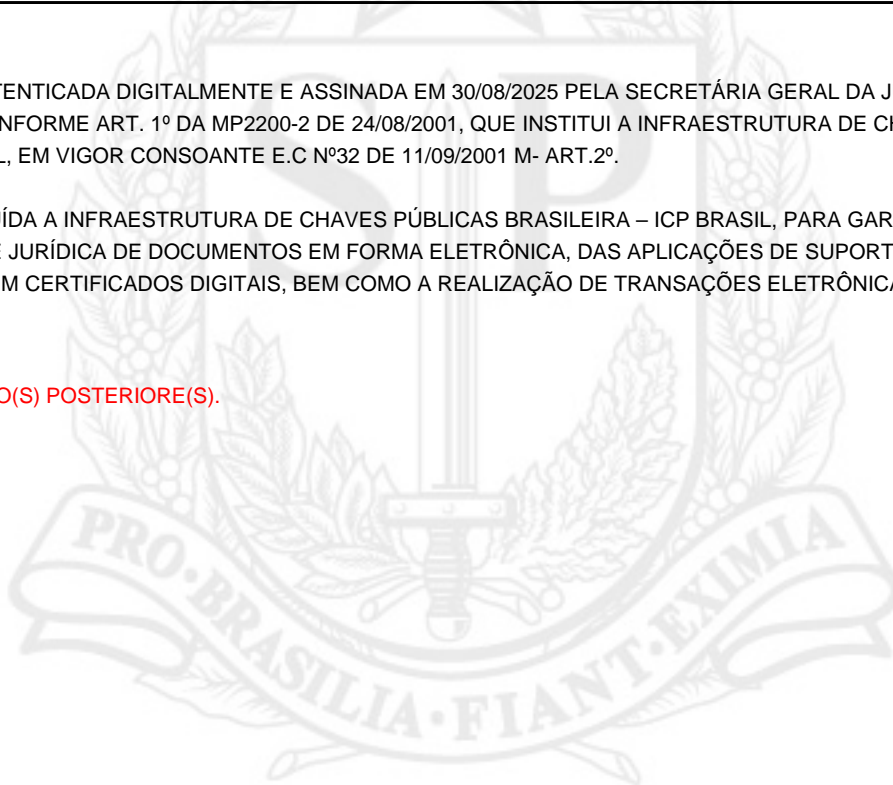 TENTICADA DIGITALMENTE E ASSINADA EM 30/08/2025 PELA SECRETÁRIA GERAL DA J
NFORME ART. 1º DA MP2200-2 DE 24/08/2001, QUE INSTITUI A INFRAESTRUTURA DE CH
L, EM VIGOR CONSOANTE E.C Nº32 DE 11/09/2001 M- ART.2º.
ÍDA A INFRAESTRUTURA DE CHAVES PÚBLICAS BRASILEIRA – ICP BRASIL, PARA GAR
E JURÍDICA DE DOCUMENTOS EM FORMA ELETRÔNICA, DAS APLICAÇÕES DE SUPORT
M CERTIFICADOS DIGITAIS, BEM COMO A REALIZAÇÃO DE TRANSAÇÕES ELETRÔNICA
O(S) POSTERIORE(S).
SP
PRO·BRASILIA·FIANT·EXIMIA